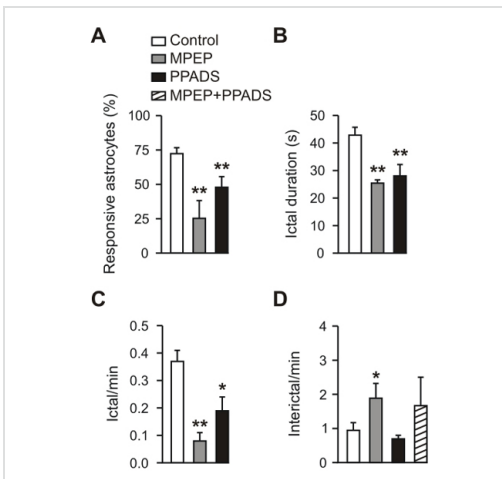 A
Control
MPEP
PPADS
MPEP+PPADS
Responsive astrocytes (%)
100
75
50
25
0
**
**
B
Ictal duration (s)
50
40
30
20
10
0
**
**
C
Ictal/min
0.5
0.4
0.3
0.2
0.1
0.0
**
*
D
Interictal/min
4
3
2
1
0
*